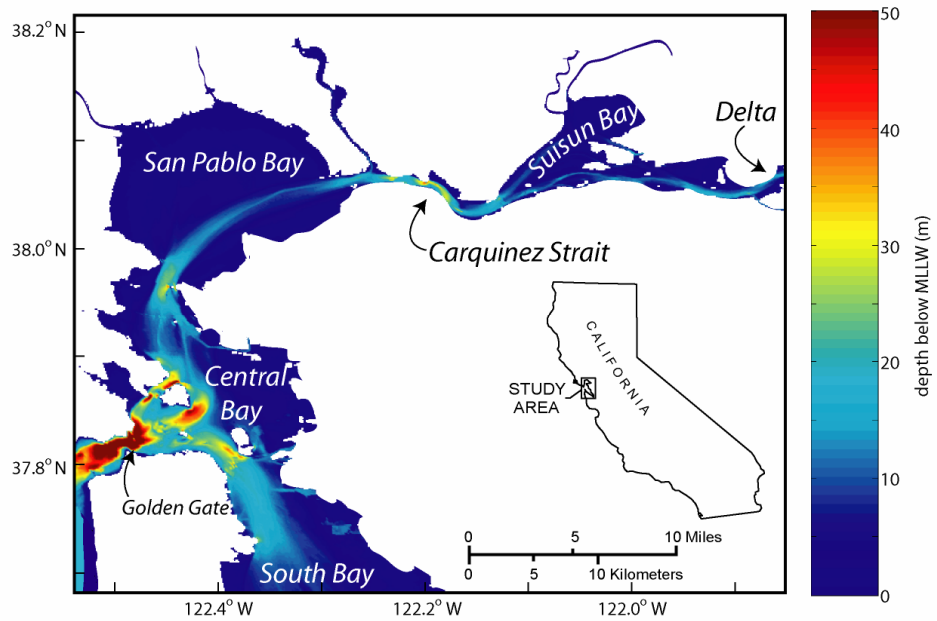 38.2° N
38.0° N
37.8° N
122.4° W
122.2° W
122.0° W
San Pablo Bay
Suisun Bay
Delta
Carquinez Strait
Central
Bay
Golden Gate
South Bay
CALIFORNIA
STUDY
AREA
0 5 10 Miles
0 5 10 Kilometers
50
40
30
20
10
0
depth below MLLW (m)